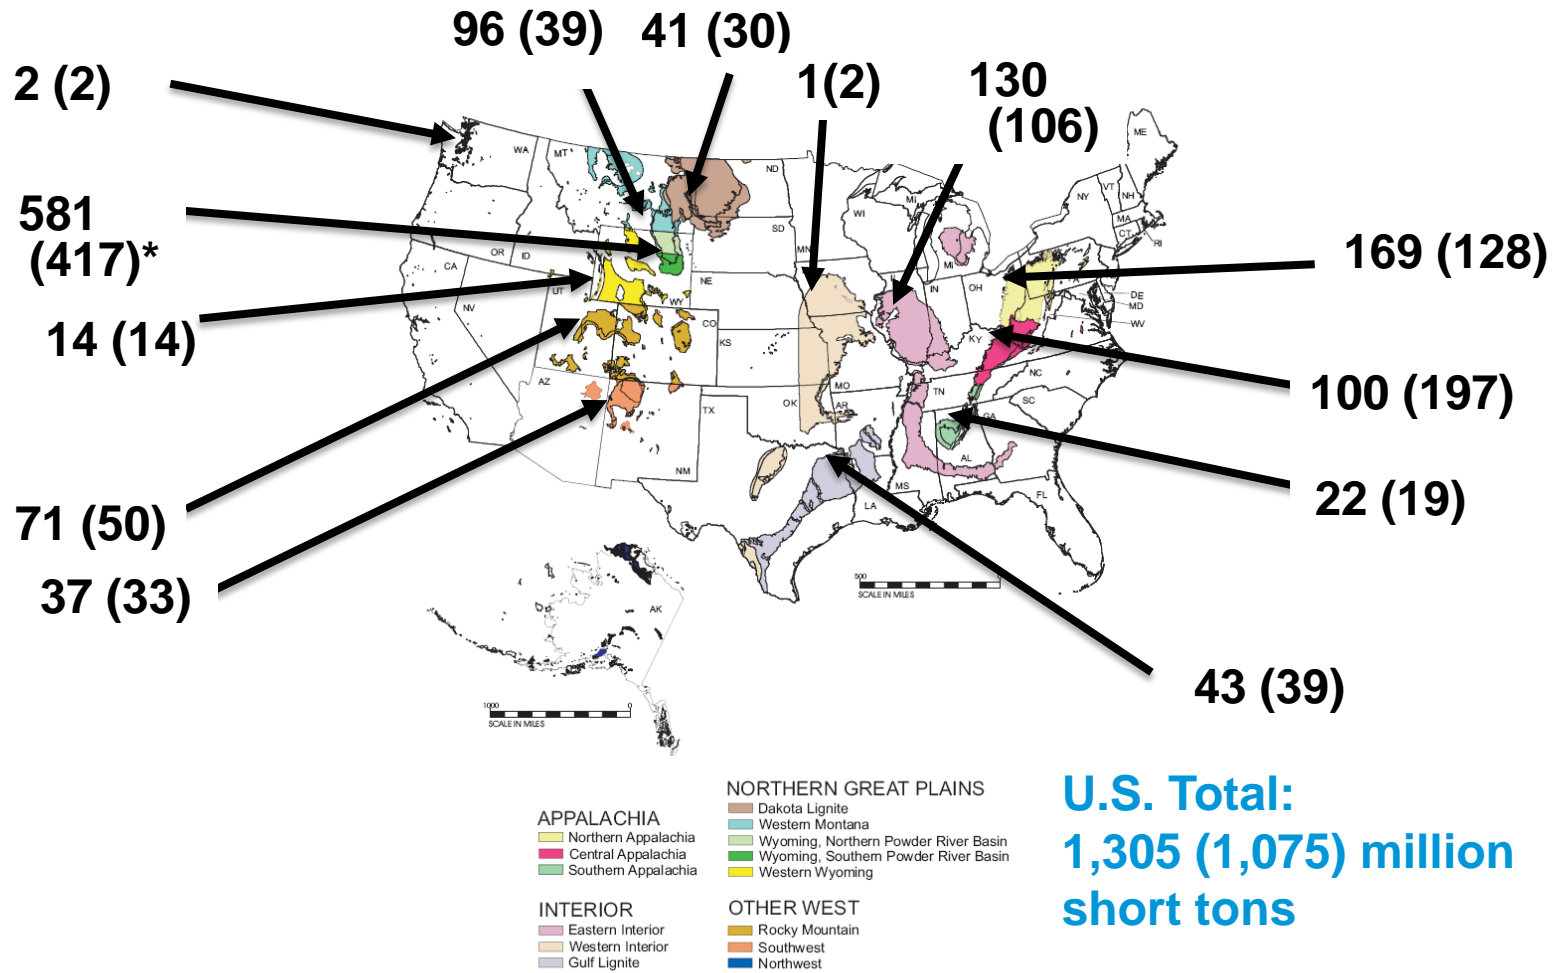 96 (39)
41 (30)
2 (2)
1(2)
130
(106)
581
(417)*
169 (128)
14 (14)
100 (197)
22 (19)
71 (50)
37 (33)
43 (39)
WA
MT
ND
ME
VT
NH
NY
MA
CT
RI
WI
MI
SD
MN
OR
ID
CA
NV
UT
WY
NE
IN
OH
PA
DE
MD
WV
CO
KS
KY
MO
NC
AZ
OK
AR
TN
SC
GA
TX
NM
AL
MS
LA
FL
MI
IL
AK
500
0
SCALE IN MILES
1000
0
SCALE IN MILES
APPALACHIA
Northern Appalachia
Central Appalachia
Southern Appalachia
INTERIOR
Eastern Interior
Western Interior
Gulf Lignite
NORTHERN GREAT PLAINS
Dakota Lignite
Western Montana
Wyoming, Northern Powder River Basin
Wyoming, Southern Powder River Basin
Western Wyoming
OTHER WEST
Rocky Mountain
Southwest
Northwest
U.S. Total:
1,305 (1,075) million
short tons